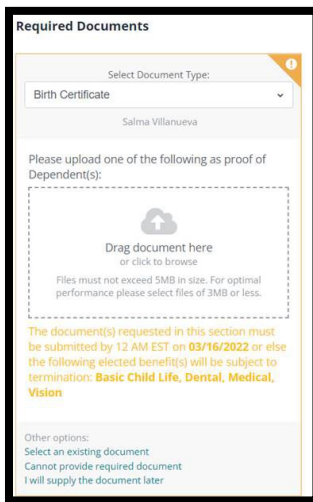 Required Documents
Select Document Type:
Birth Certificate
Salma Villanueva
Please upload one of the following as proof of
Dependent(s):
Drag document here
or click to browse
Files must not exceed 5MB in size. For optimal
performance please select files of 3MB or less.
The document(s) requested in this section must
be submitted by 12 AM EST on 03/16/2022 or else
the following elected benefit(s) will be subject to
termination: Basic Child Life, Dental, Medical,
Vision
Other options:
Select an existing document
Cannot provide required document
I will supply the document later